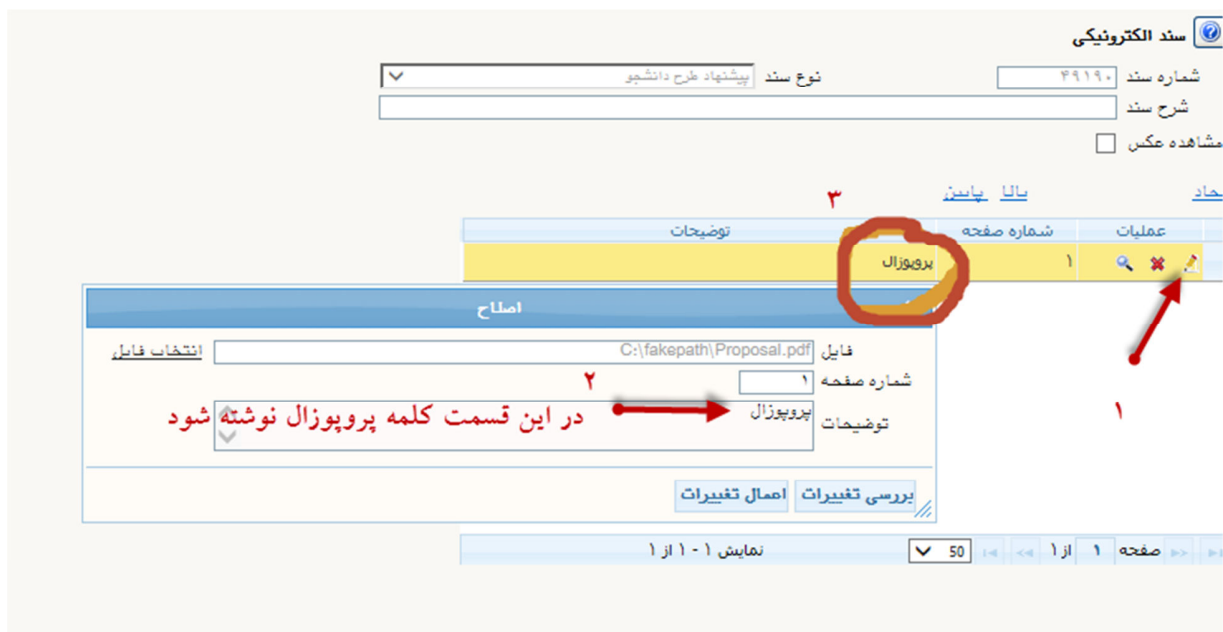 سند الکترونیکی
شماره سند ۴۹۱۹۰ نوع سند پیشنهاد طرح دانشجو
شرح سند
مشاهده عکس
بالا پایین
۳
عملیات شماره صفحه توضیحات
۱ پروپوزال
اصلاح
فایل C:\fakepath\Proposal.pdf انتخاب فایل
شماره صفحه ۱
۲
توضیحات پروپوزال
در این قسمت کلمه پروپوزال نوشته شود
۱
بررسی تغییرات اعمال تغییرات
صفحه ۱ از ۱ 50 نمایش ۱ - ۱ از ۱